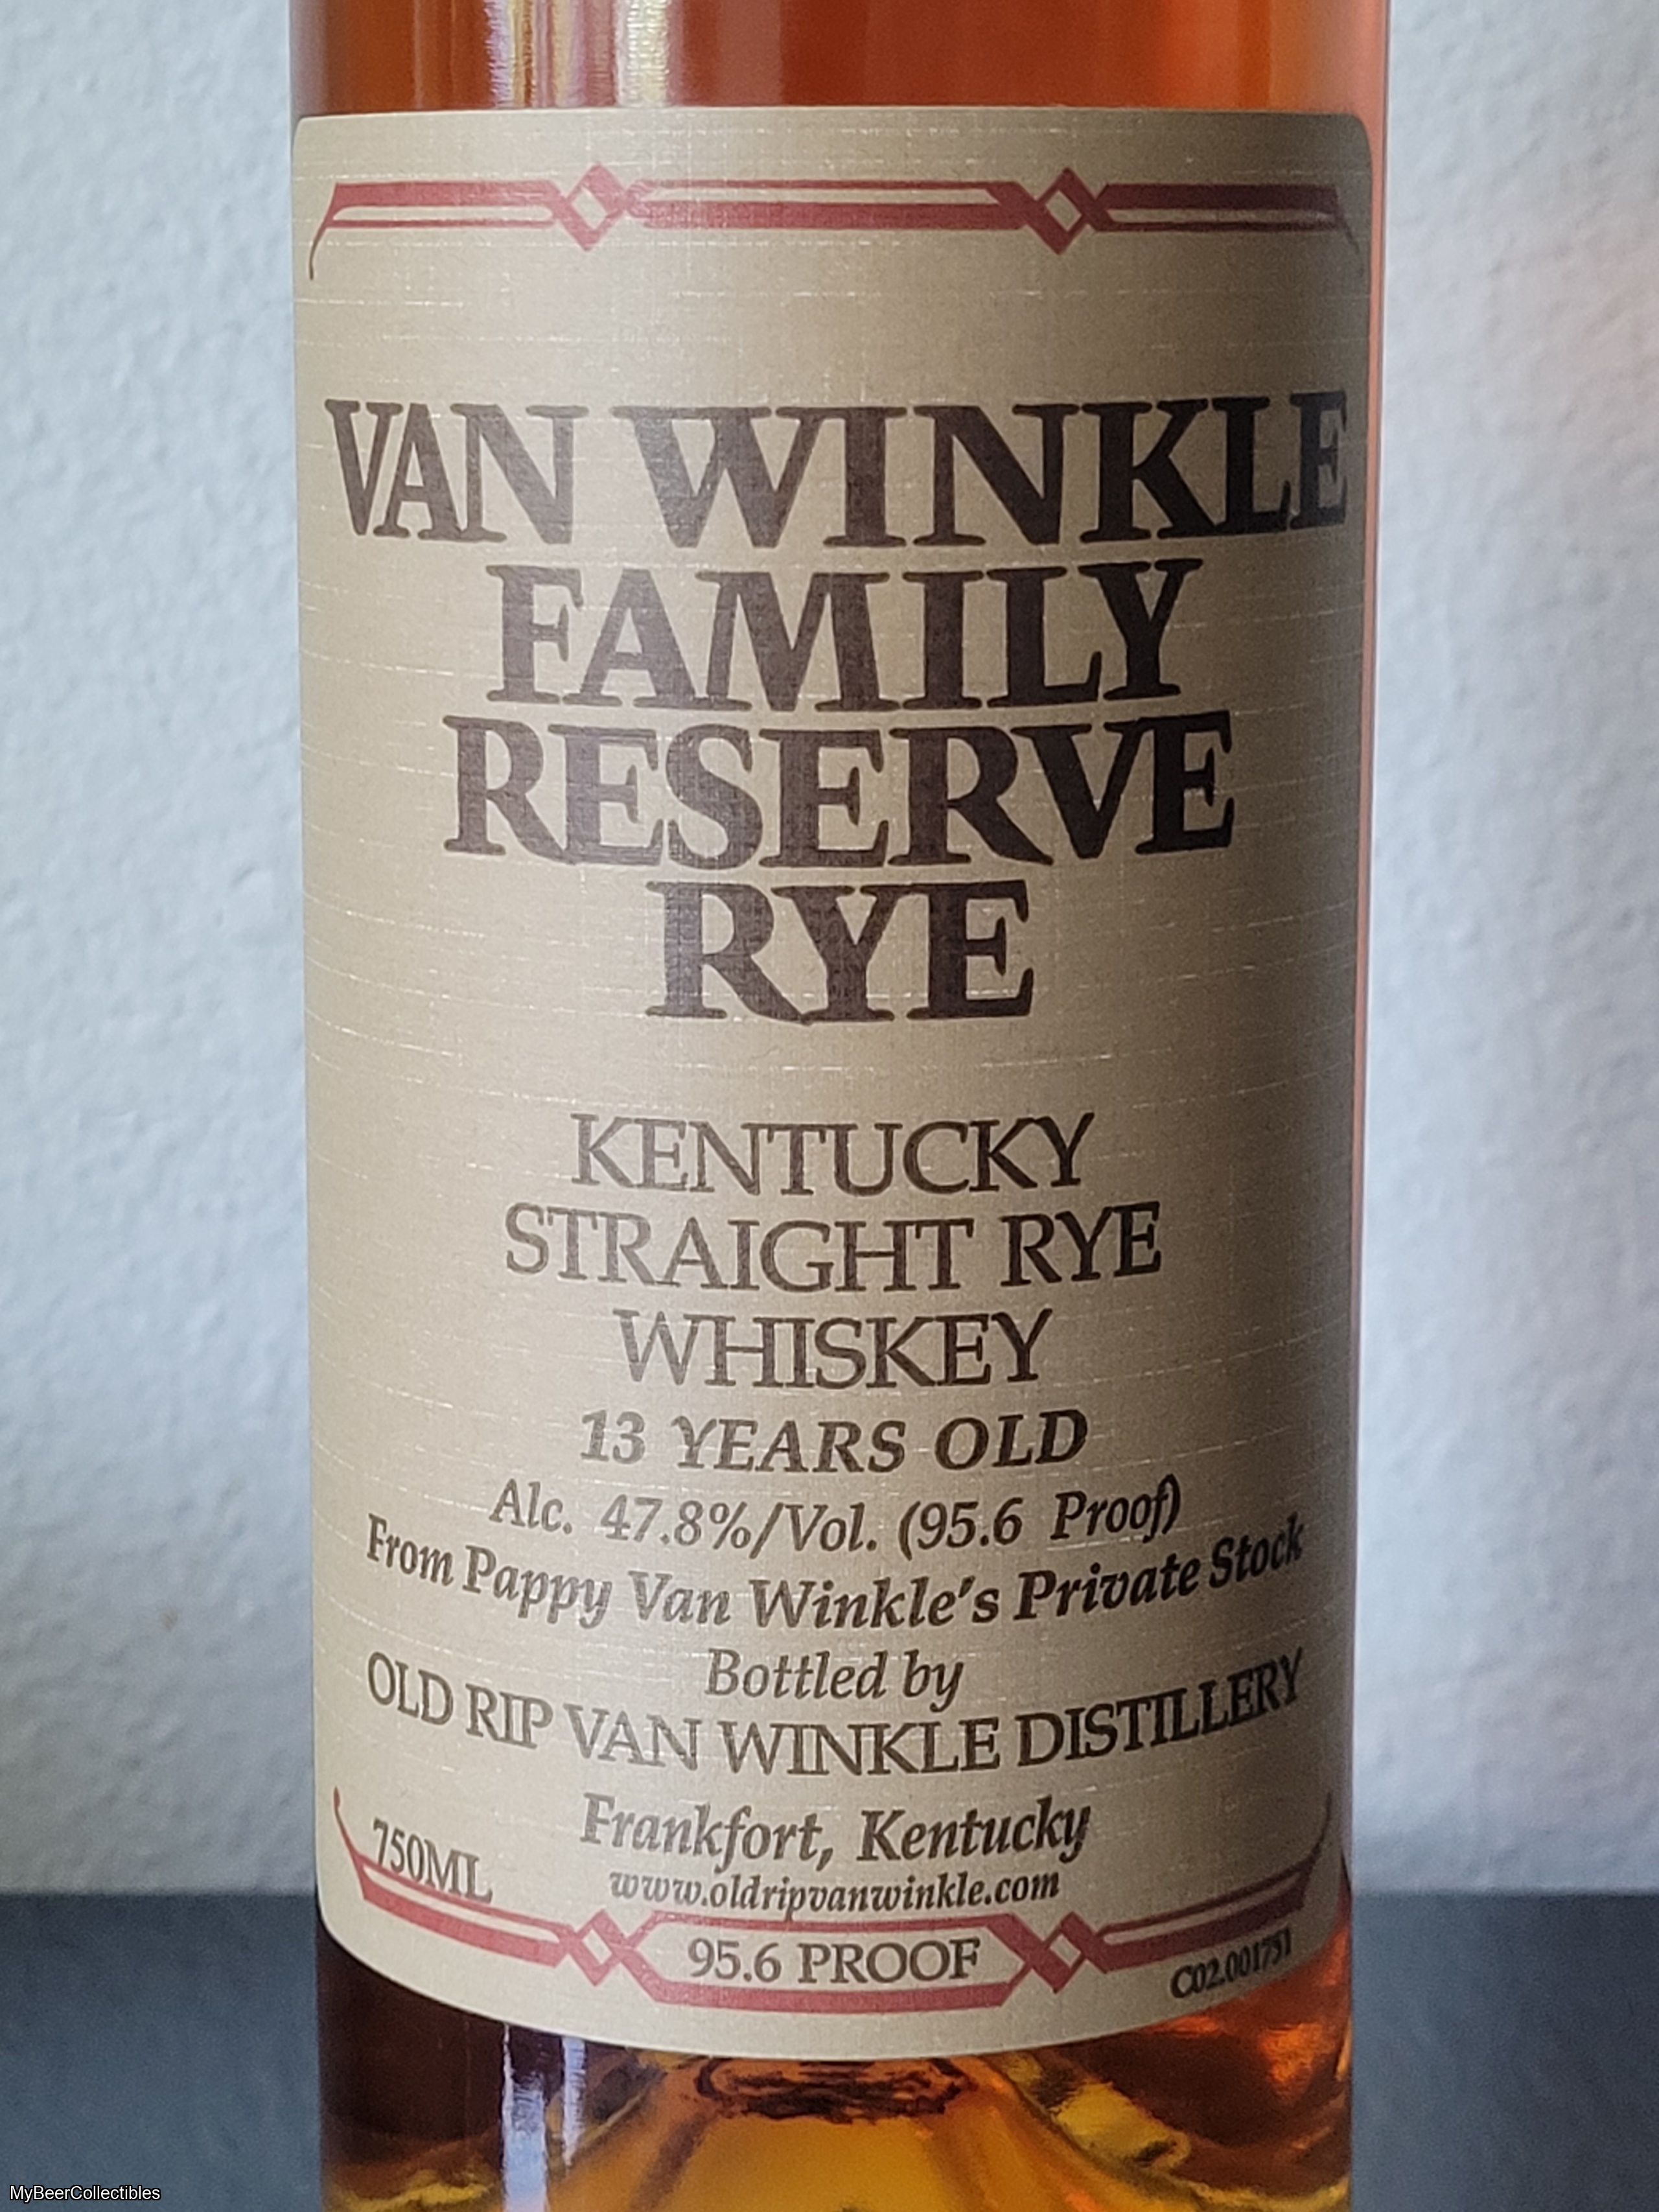 VAN WINKLE
FAMILY
RESERVE
RYE
KENTUCKY
STRAIGHT RYE
WHISKEY
13 YEARS OLD
Alc. 47.8%/Vol. (95.6 Proof)
From Pappy Van Winkle's Private Stock
Bottled by
OLD RIP VAN WINKLE DISTILLERY
Frankfort, Kentucky
750ML
www.oldripvanwinkle.com
95.6 PROOF
C02.001751
MyBeerCollectibles